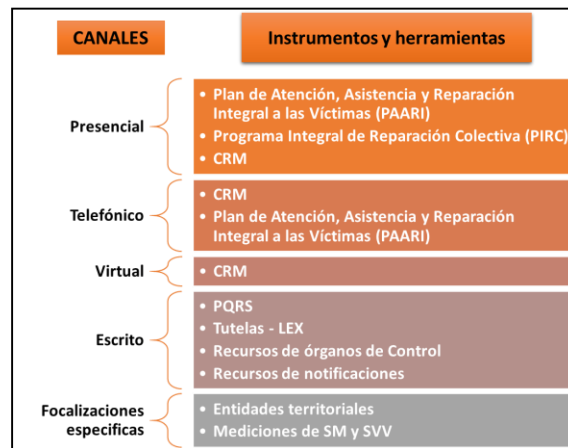 CANALES
Instrumentos y herramientas
Presencial
• Plan de Atención, Asistencia y Reparación
Integral a las Víctimas (PAARI)
• Programa Integral de Reparación Colectiva (PIRC)
• CRM
Telefónico
• CRM
• Plan de Atención, Asistencia y Reparación
Integral a las Víctimas (PAARI)
Virtual
• CRM
Escrito
• PQRS
• Tutelas - LEX
• Recursos de órganos de Control
• Recursos de notificaciones
Focalizaciones
especificas
• Entidades territoriales
• Mediciones de SM y SVV